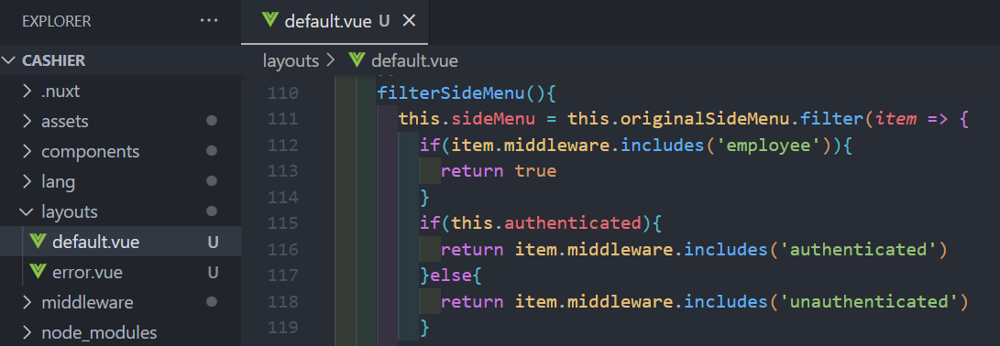 EXPLORER ···
CASHIER
.nuxt
assets
components
lang
layouts
default.vue U
error.vue U
middleware
node_modules
default.vue U
layouts > default.vue
110 filterSideMenu(){
111 this.sideMenu = this.originalSideMenu.filter(item => {
112 if(item.middleware.includes('employee')){
113 return true
114 }
115 if(this.authenticated){
116 return item.middleware.includes('authenticated')
117 }else{
118 return item.middleware.includes('unauthenticated')
119 }